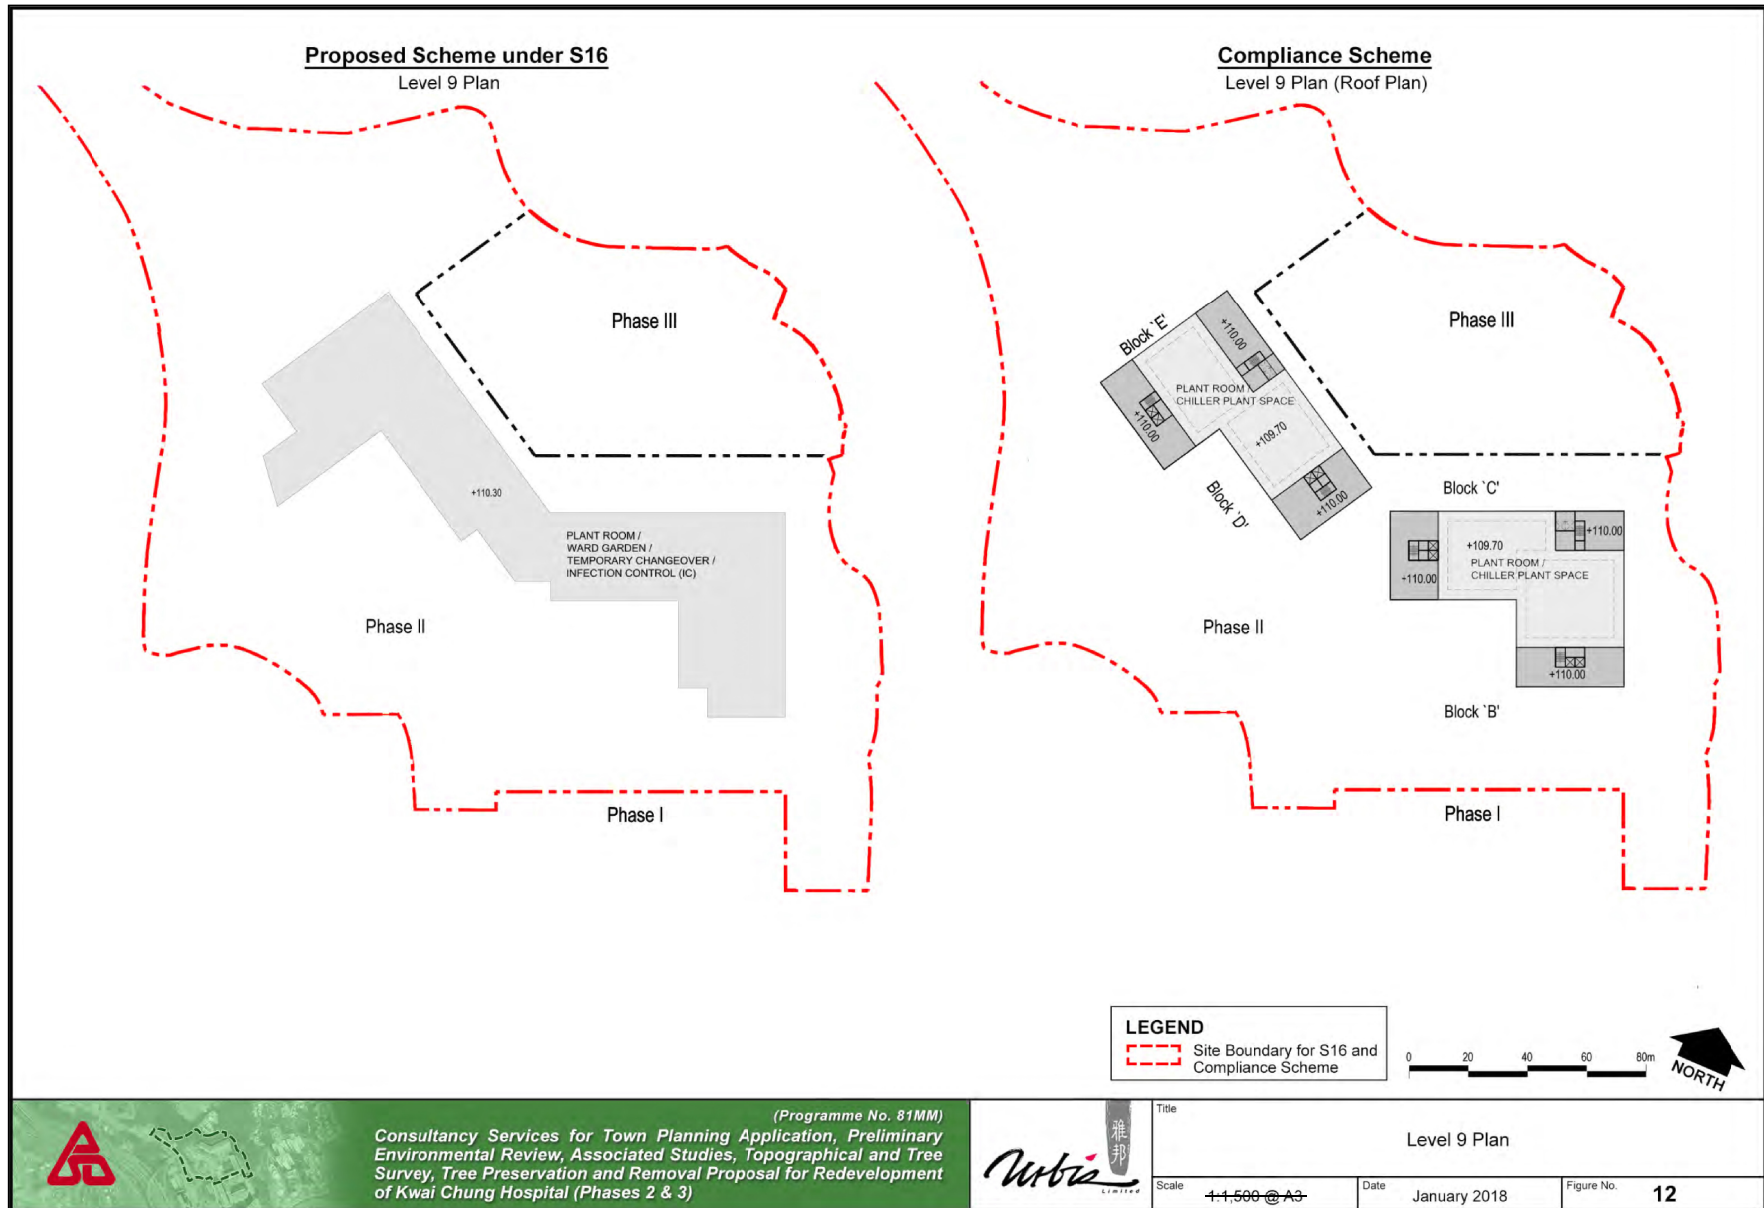 Proposed Scheme under S16
Level 9 Plan
Phase III
+110.30
PLANT ROOM /
WARD GARDEN /
TEMPORARY CHANGEOVER /
INFECTION CONTROL (IC)
Phase II
Phase I
Compliance Scheme
Level 9 Plan (Roof Plan)
Phase III
Block `E'
+110.00
PLANT ROOM /
CHILLER PLANT SPACE
+110.00
+109.70
+110.00
Block `D'
Block `C'
+110.00
+109.70
PLANT ROOM /
CHILLER PLANT SPACE
+110.00
+110.00
Phase II
Block `B'
Phase I
LEGEND
Site Boundary for S16 and
Compliance Scheme
0 20 40 60 80m
NORTH
(Programme No. 81MM)
Consultancy Services for Town Planning Application, Preliminary
Environmental Review, Associated Studies, Topographical and Tree
Survey, Tree Preservation and Removal Proposal for Redevelopment
of Kwai Chung Hospital (Phases 2 & 3)
urbis
Limited
雅邦
Title
Level 9 Plan
Scale
1:1,500 @ A3
Date
January 2018
Figure No.
12